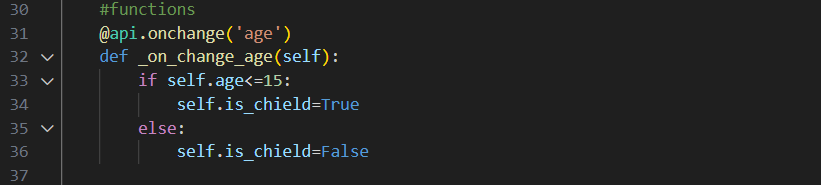 30 #functions
31 @api.onchange('age')
32 def _on_change_age(self):
33 if self.age<=15:
34 self.is_chield=True
35 else:
36 self.is_chield=False
37